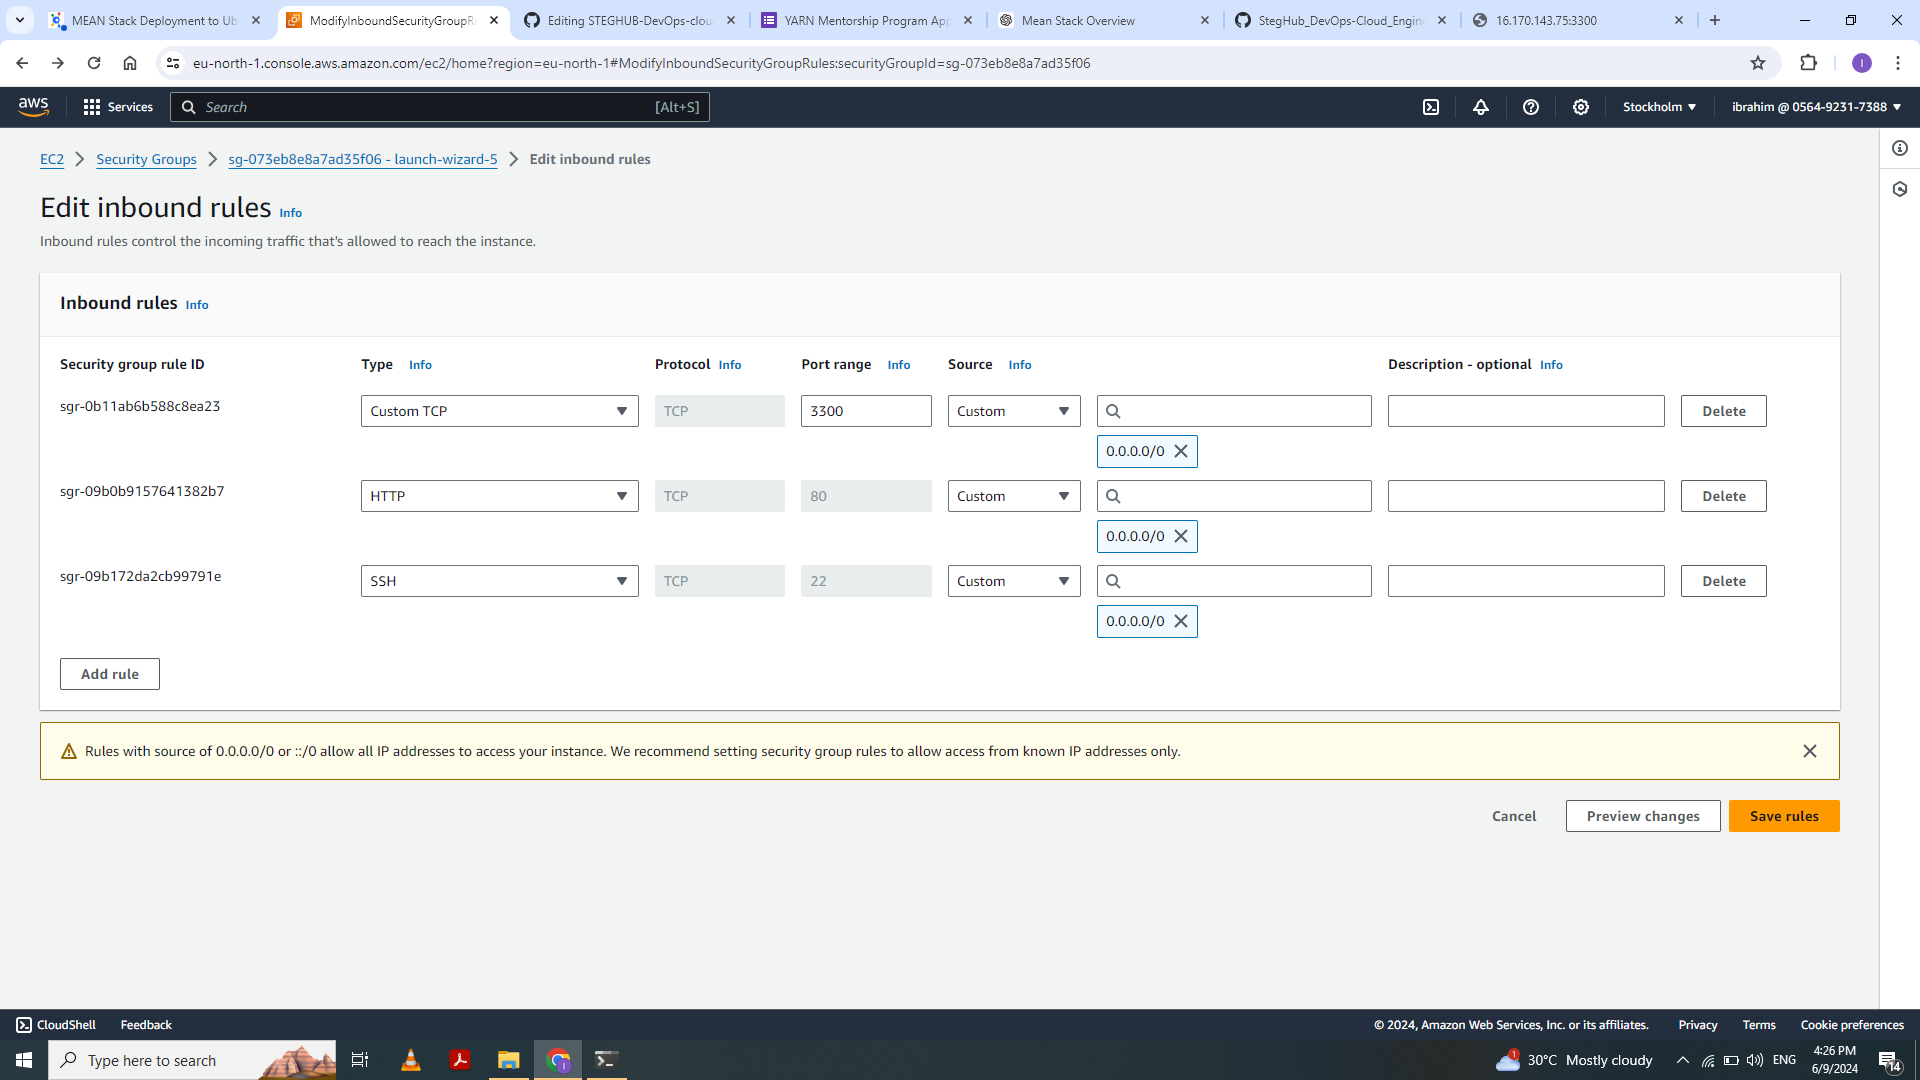 MEAN Stack Deployment to Ub
ModifyInboundSecurityGroupRu
Editing STEGHUB-DevOps-clou
YARN Mentorship Program App
Mean Stack Overview
StegHub_DevOps-Cloud_Engine
16.170.143.75:3300
eu-north-1.console.aws.amazon.com/ec2/home?region=eu-north-1#ModifyInboundSecurityGroupRules:securityGroupId=sg-073eb8e8a7ad35f06
I
aws
Services
Search
[Alt+S]
Stockholm
ibrahim @ 0564-9231-7388
EC2
Security Groups
sg-073eb8e8a7ad35f06 - launch-wizard-5
Edit inbound rules
Edit inbound rules Info
Inbound rules control the incoming traffic that's allowed to reach the instance.
Inbound rules Info
Security group rule ID
Type Info
Protocol Info
Port range Info
Source Info
Description - optional Info
sgr-0b11ab6b588c8ea23
Custom TCP
TCP
3300
Custom
Delete
0.0.0.0/0
sgr-09b0b9157641382b7
HTTP
TCP
80
Custom
Delete
0.0.0.0/0
sgr-09b172da2cb99791e
SSH
TCP
22
Custom
Delete
0.0.0.0/0
Add rule
Rules with source of 0.0.0.0/0 or ::/0 allow all IP addresses to access your instance. We recommend setting security group rules to allow access from known IP addresses only.
Cancel
Preview changes
Save rules
CloudShell
Feedback
© 2024, Amazon Web Services, Inc. or its affiliates.
Privacy
Terms
Cookie preferences
Type here to search
I
1
30°C Mostly cloudy
ENG
4:26 PM
6/9/2024
14